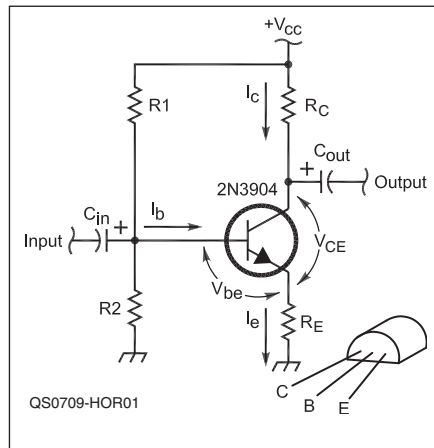 +VCC
Ic
R1
RC
Cout
+
2N3904
Output
Cin
+
Ib
Input
VCE
Vbe
R2
Ie
RE
C
B
E
QS0709-HOR01